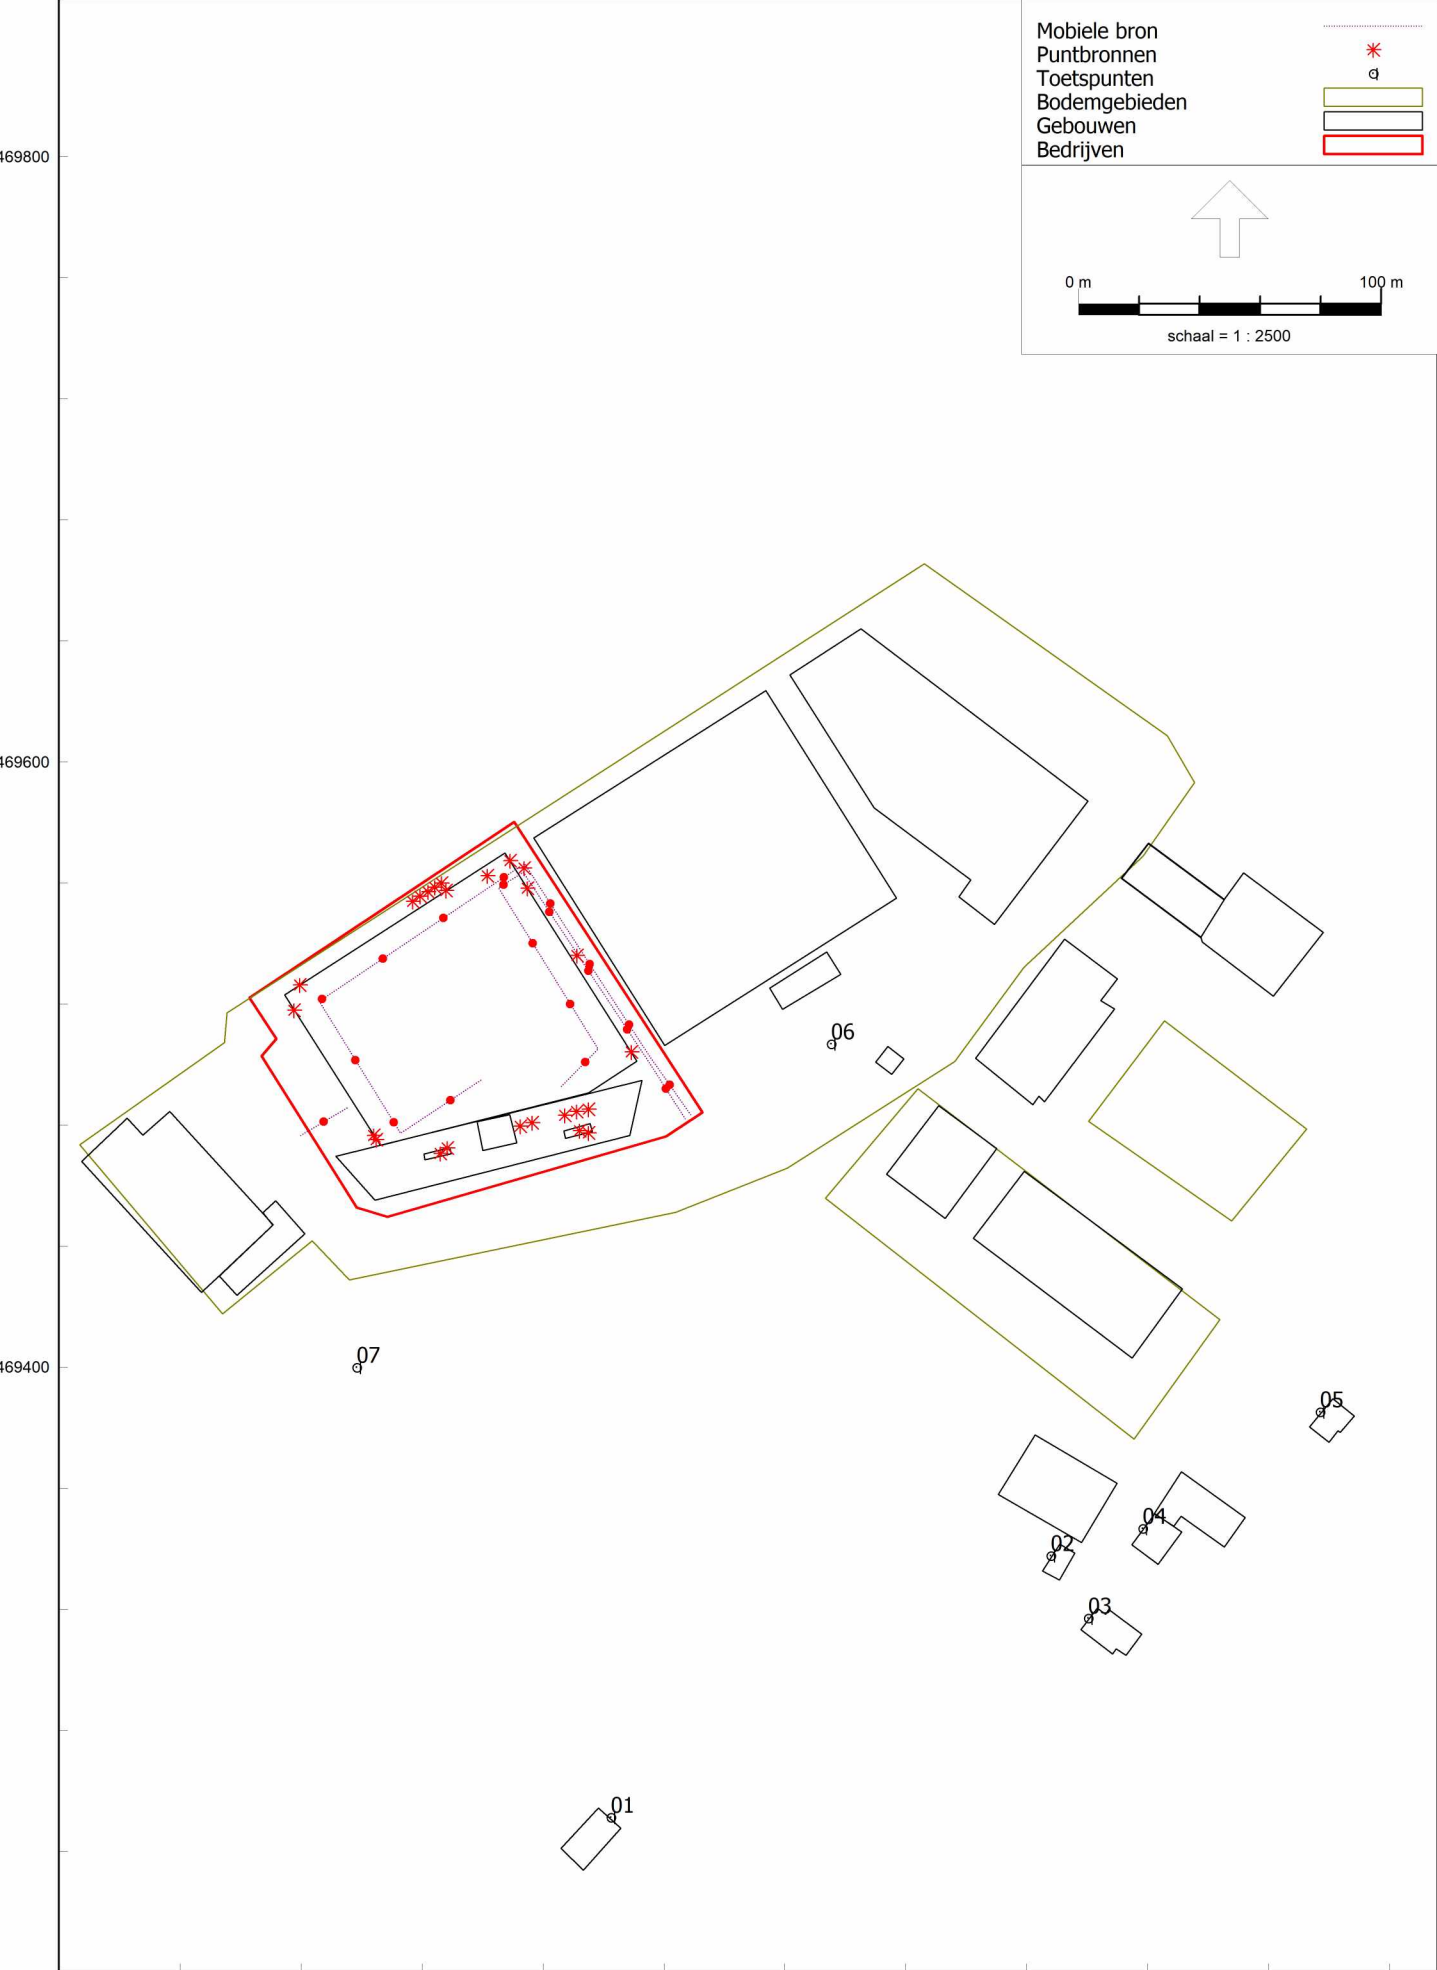 Mobiele bron
Puntbronnen
Toetspunten
Bodemgebieden
Gebouwen
Bedrijven
0 m 100 m
schaal = 1 : 2500
469800
469600
469400
06
07
05
04
02
03
01